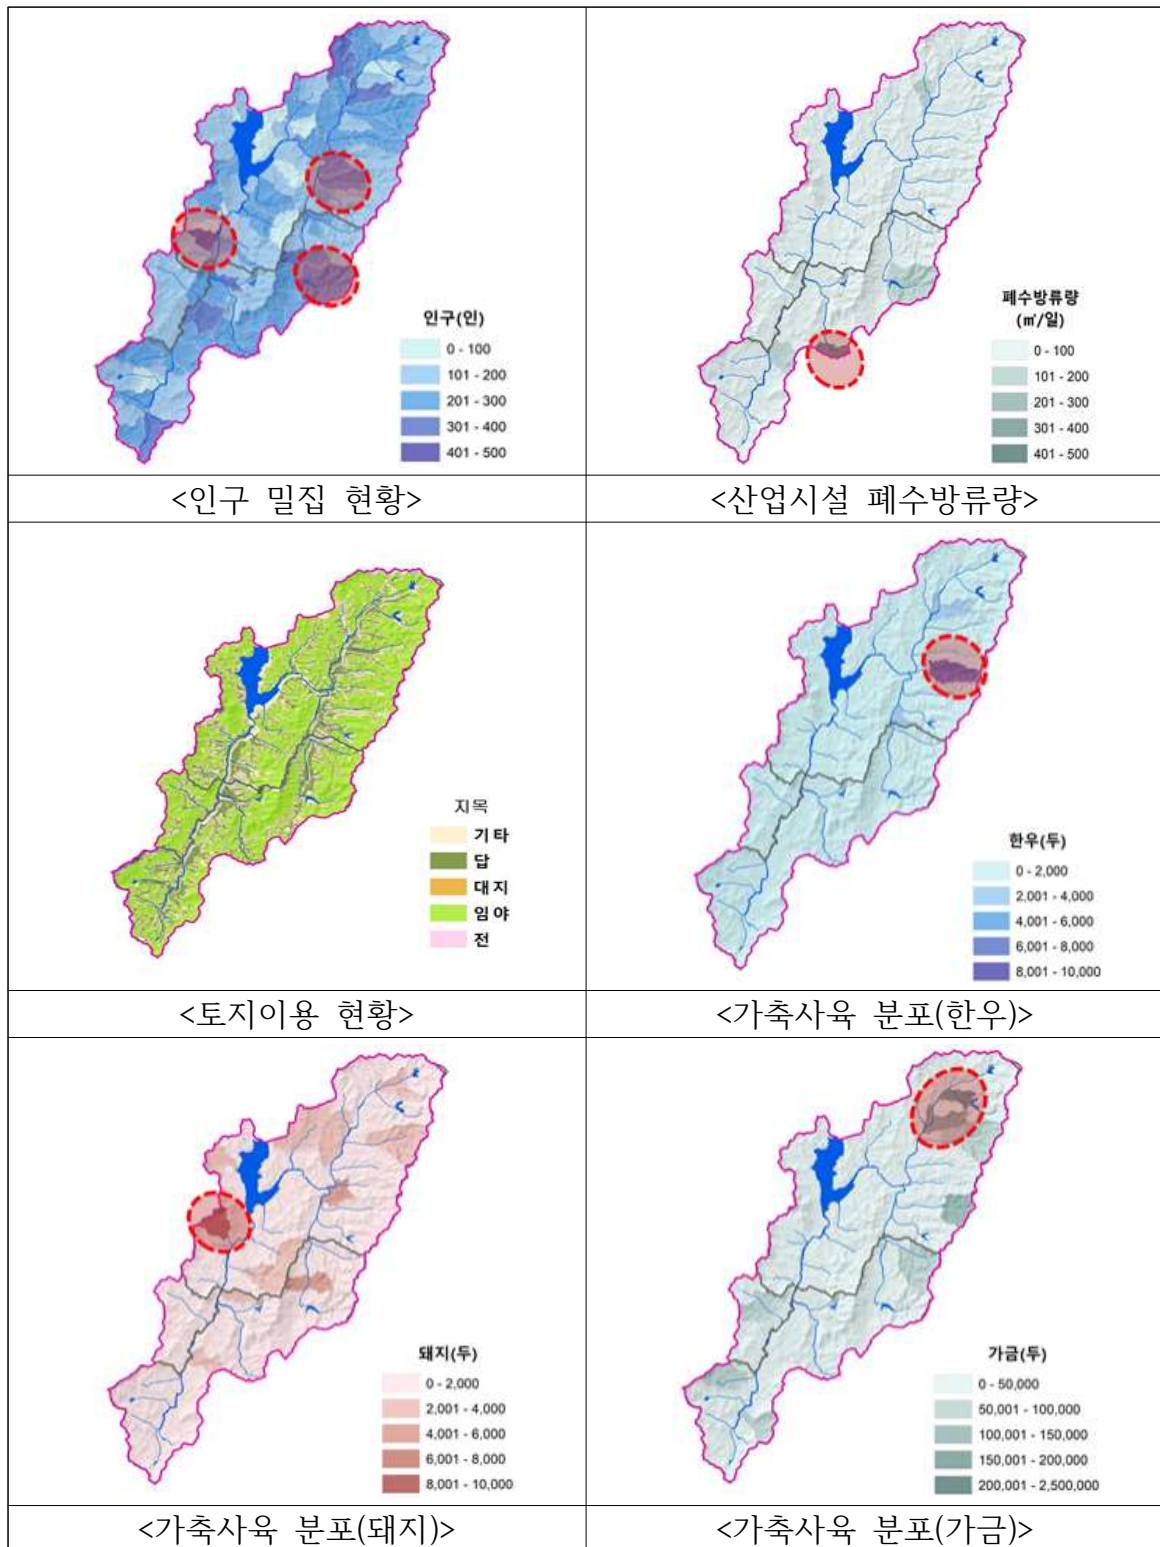 인구(인)
0 - 100
101 - 200
201 - 300
301 - 400
401 - 500
폐수방류량
(㎥/일)
0 - 100
101 - 200
201 - 300
301 - 400
401 - 500
<인구 밀집 현황>
<산업시설 폐수방류량>
지목
기타
답
대지
임야
전
한우(두)
0 - 2,000
2,001 - 4,000
4,001 - 6,000
6,001 - 8,000
8,001 - 10,000
<토지이용 현황>
<가축사육 분포(한우)>
돼지(두)
0 - 2,000
2,001 - 4,000
4,001 - 6,000
6,001 - 8,000
8,001 - 10,000
가금(두)
0 - 50,000
50,001 - 100,000
100,001 - 150,000
150,001 - 200,000
200,001 - 2,500,000
<가축사육 분포(돼지)>
<가축사육 분포(가금)>